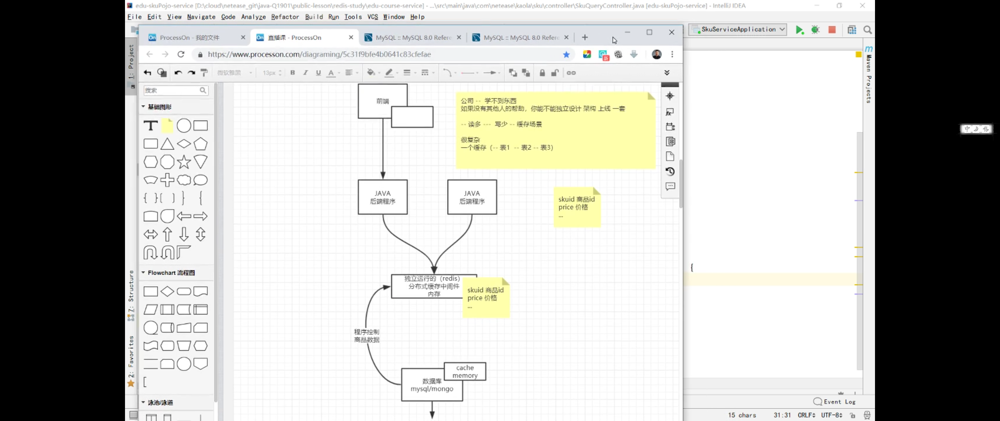 edu-skuPojo-service [D:\cloud\netease_git\java-Q1901\public-lesson\redis-study\edu-course-service] - ...\src\main\java\com\netease\kaola\sku\controller\SkuQueryController.java [edu-skuPojo-service] - IntelliJ IDEA
File Edit View Navigate Code Analyze Refactor Build Run Tools VCS Window Help
SkuServiceApplication
ProcessOn - 我的文件
直播课 - ProcessOn
MySQL :: MySQL 8.0 Refere
MySQL :: MySQL 8.0 Refere
https://www.processon.com/diagraming/5c31f9bfe4b0641c83cfefae
新
微软雅黑
13px
B I U A
1: Project
7: Structure
2: Favorites
m
Maven Projects
搜索
基础图形
T
Flowchart 流程图
泳池/泳道
前端
公司 -- 学不到东西
如果没有其他人的帮助，你能不能独立设计 架构 上线 一套
-- 读多 --- 写少 -- 缓存场景
很复杂
一个缓存（-- 表1 -- 表2 -- 表3）
JAVA
后端程序
JAVA
后端程序
skuid 商品id
price 价格
...
独立运行的（redis）
分布式缓存中间件
内存
skuid 商品id
price 价格
...
程序控制
商品数据
cache
memory
数据库
mysql/mongo
{
中
Event Log
15 chars
31:31
CRLF
UTF-8